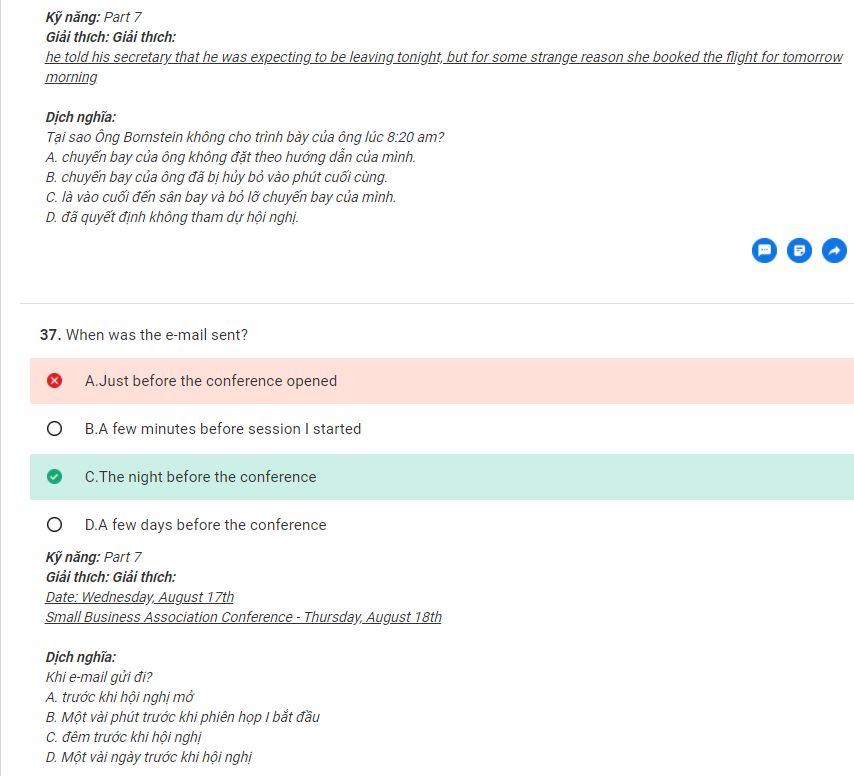 Kỹ năng: Part 7
Giải thích: Giải thích:
he told his secretary that he was expecting to be leaving tonight, but for some strange reason she booked the flight for tomorrow
morning
Dịch nghĩa:
Tại sao Ông Bornstein không cho trình bày của ông lúc 8:20 am?
A. chuyến bay của ông không đặt theo hướng dẫn của mình.
B. chuyến bay của ông đã bị hủy bỏ vào phút cuối cùng.
C. là vào cuối đến sân bay và bỏ lỡ chuyến bay của mình.
D. đã quyết định không tham dự hội nghị.
37. When was the e-mail sent?
A.Just before the conference opened
B.A few minutes before session I started
C.The night before the conference
D.A few days before the conference
Kỹ năng: Part 7
Giải thích: Giải thích:
Date: Wednesday, August 17th
Small Business Association Conference - Thursday, August 18th
Dịch nghĩa:
Khi e-mail gửi đi?
A. trước khi hội nghị mở
B. Một vài phút trước khi phiên họp I bắt đầu
C. đêm trước khi hội nghị
D. Một vài ngày trước khi hội nghị